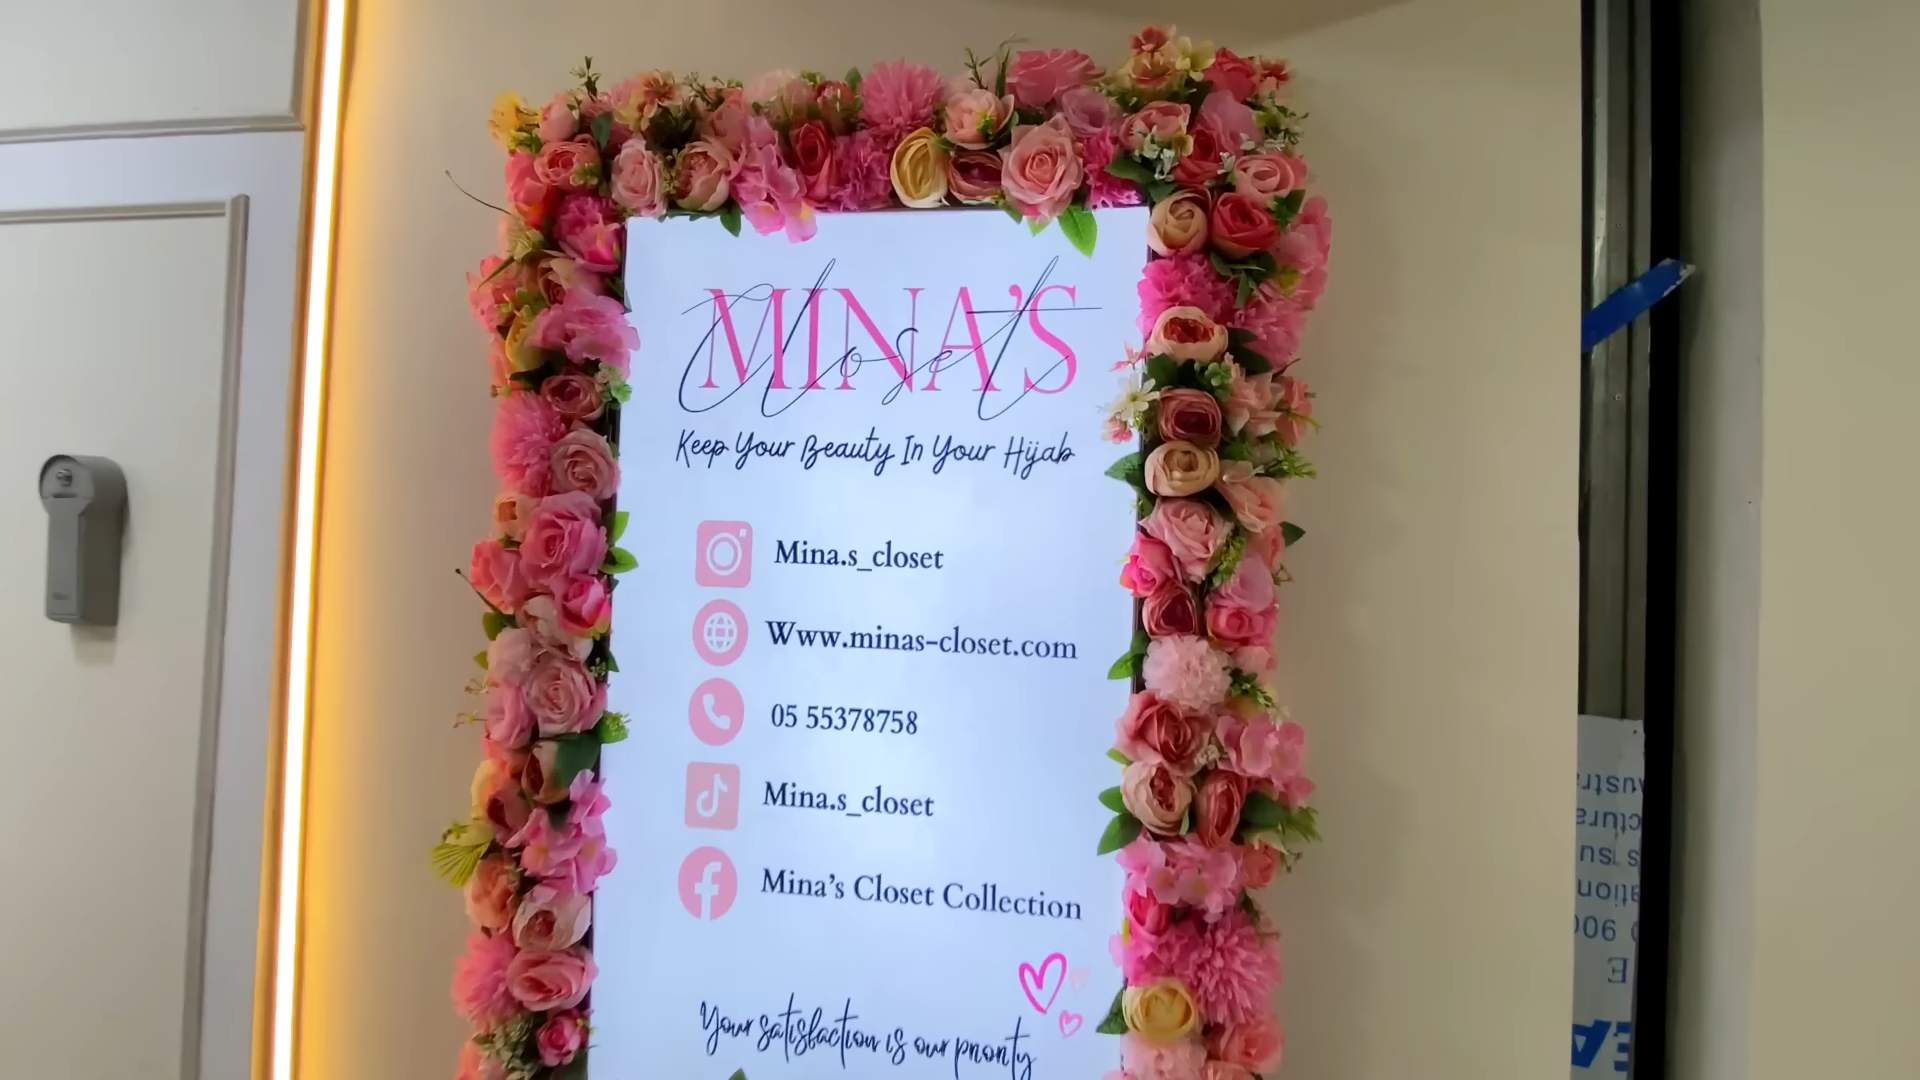 MINA'S
Closet
Keep Your Beauty In Your Hijab
Mina.s_closet
Www.minas-closet.com
05 55378758
Mina.s_closet
Mina's Closet Collection
Your satisfaction is our priority